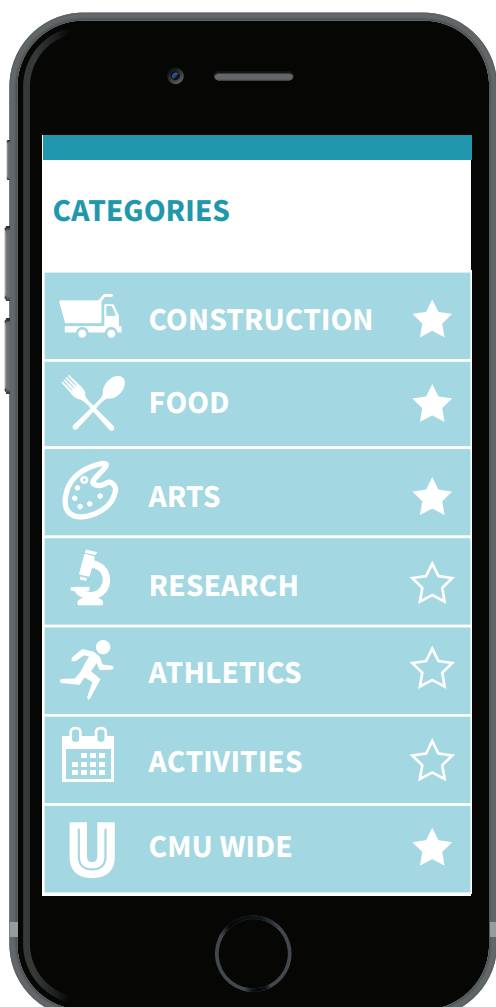 CATEGORIES
CONSTRUCTION
FOOD
ARTS
RESEARCH
ATHLETICS
ACTIVITIES
U CMU WIDE